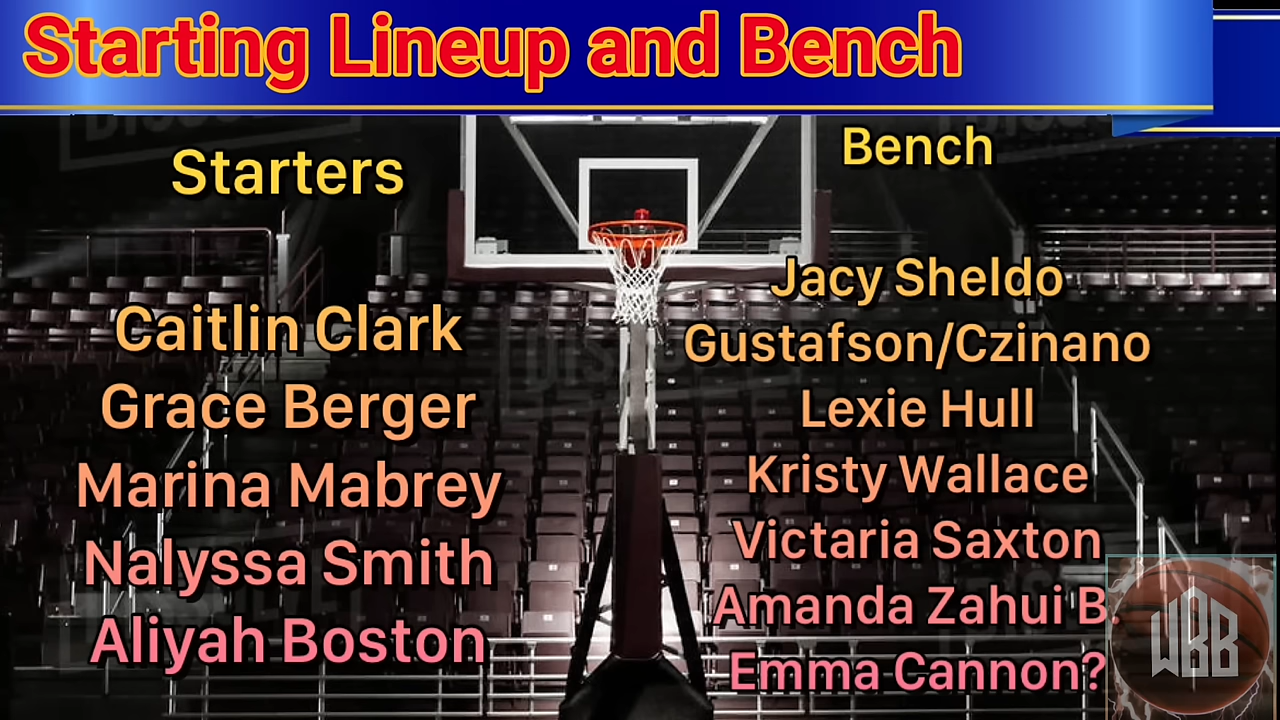 Starting Lineup and Bench
Starters
Caitlin Clark
Grace Berger
Marina Mabrey
Nalyssa Smith
Aliyah Boston
Bench
Jacy Sheldo
Gustafson/Czinano
Lexie Hull
Kristy Wallace
Victaria Saxton
Amanda Zahui B.
Emma Cannon?
WBB